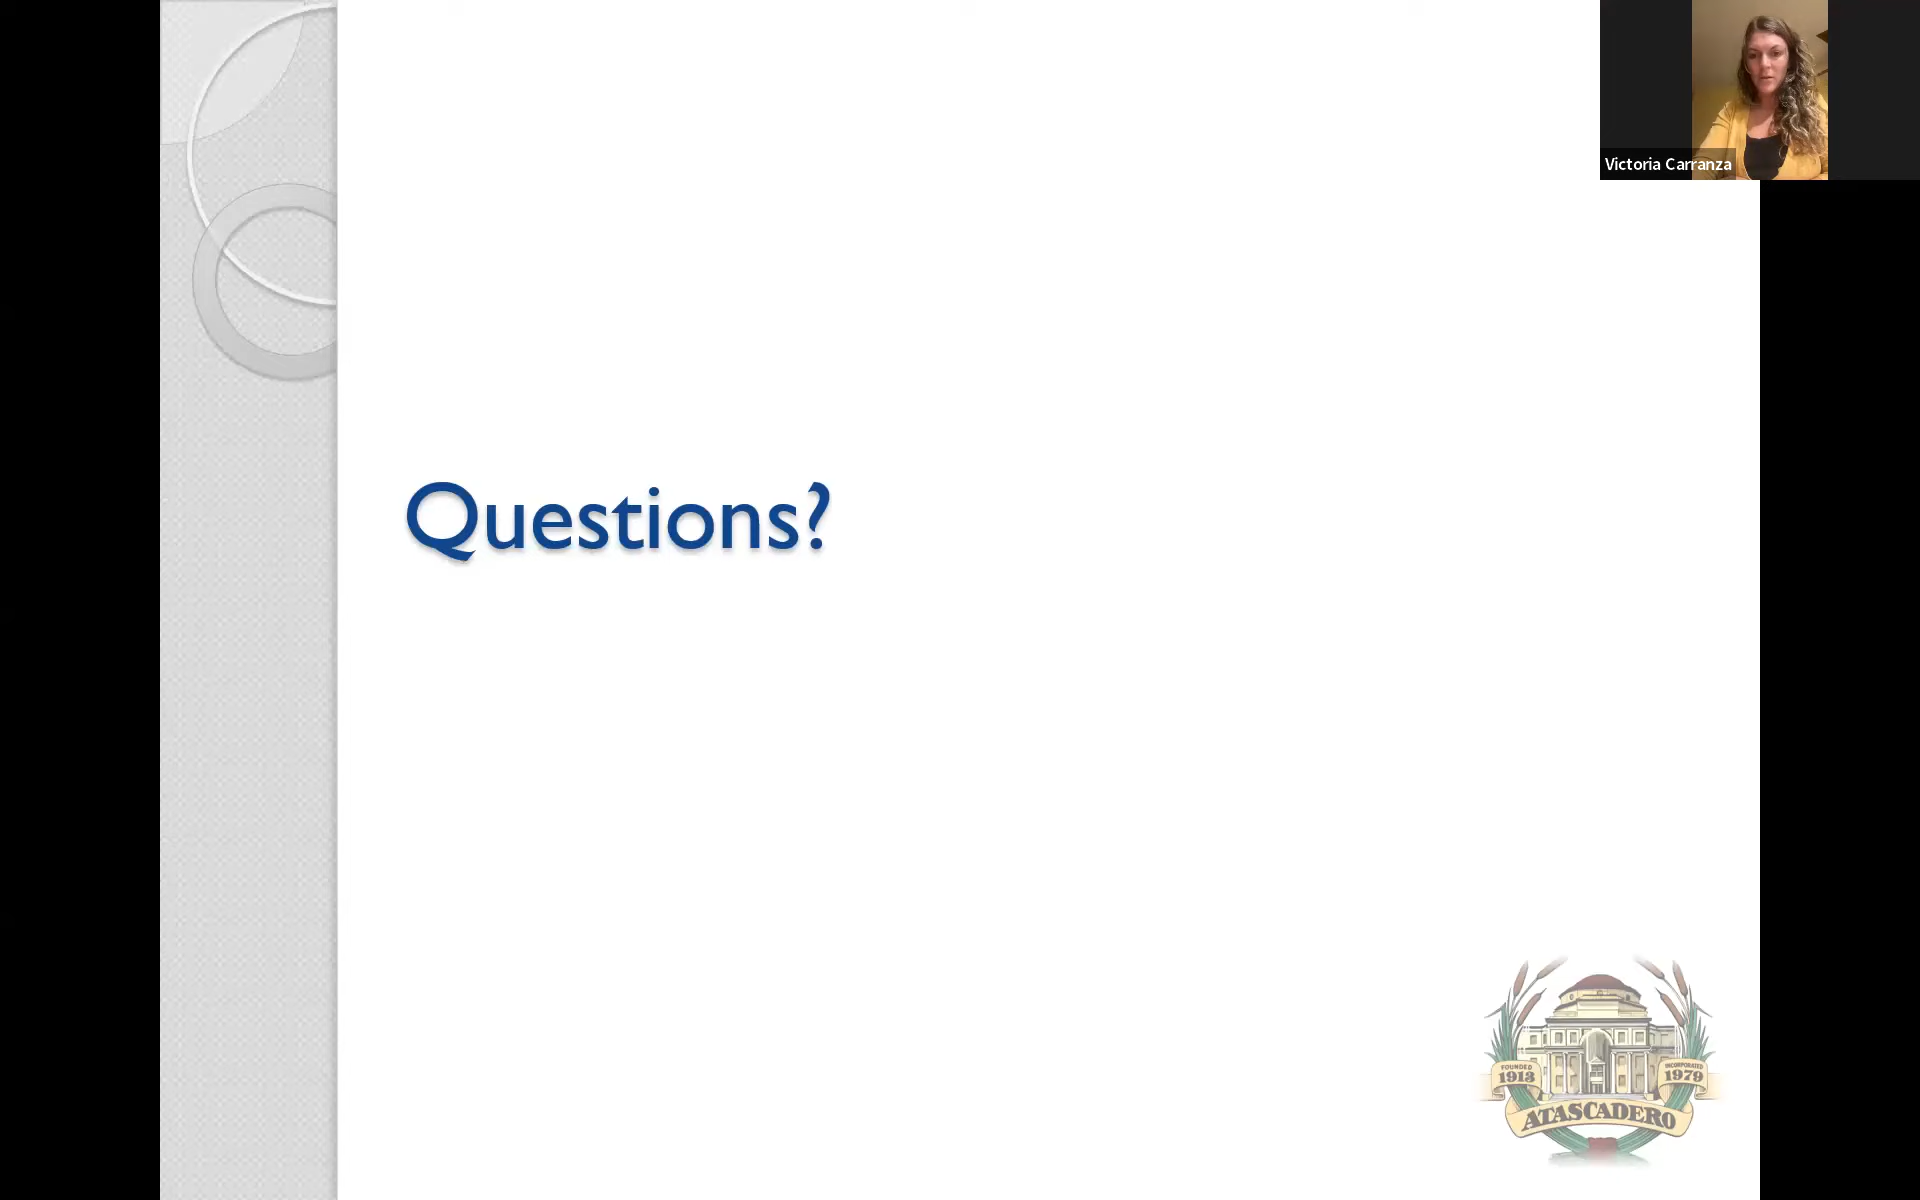 Victoria Carranza
Questions?
FOUNDED
1913
INCORPORATED
1979
ATASCADERO